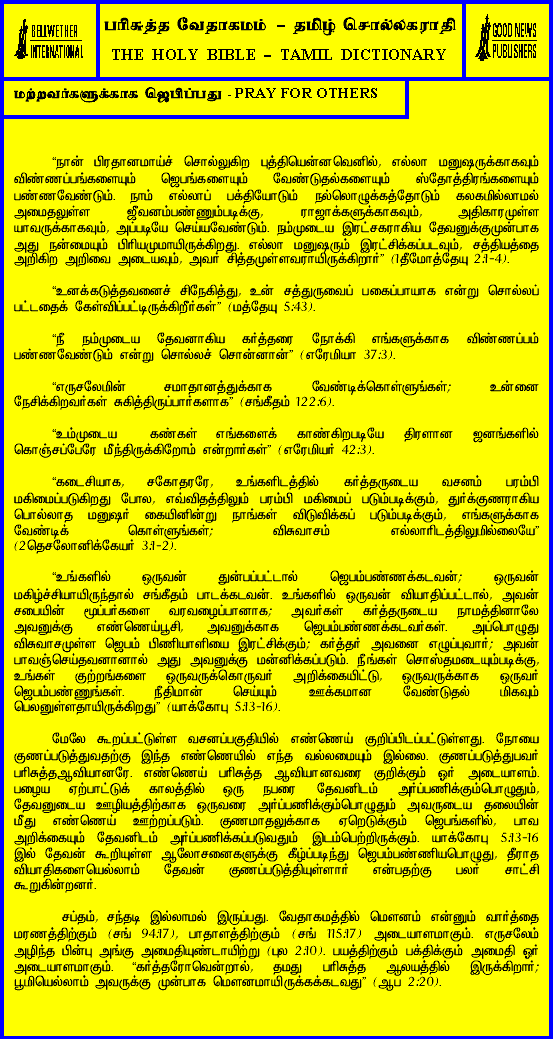 BELLWETHER
INTERNATIONAL
பரிசுத்த வேதாகமம் – தமிழ் சொல்லகராதி
THE HOLY BIBLE – TAMIL DICTIONARY
GOOD NEWS
PUBLISHERS
மற்றவர்களுக்காக ஜெபிப்பது - PRAY FOR OTHERS
“நான் பிரதானமாய்ச் சொல்லுகிற புத்தியென்னவெனில், எல்லா மனுஷருக்காகவும்
விண்ணப்பங்களையும் ஜெபங்களையும் வேண்டுதல்களையும் ஸ்தோத்திரங்களையும்
பண்ணவேண்டும். நாம் எல்லாப் பக்தியோடும் நல்லொழுக்கத்தோடும் கலகமில்லாமல்
அமைதலுள்ள ஜீவனம்பண்ணும்படிக்கு, ராஜாக்களுக்காகவும், அதிகாரமுள்ள
யாவருக்காகவும், அப்படியே செய்யவேண்டும். நம்முடைய இரட்சகராகிய தேவனுக்குமுன்பாக
அது நன்மையும் பிரியமுமாயிருக்கிறது. எல்லா மனுஷரும் இரட்சிக்கப்படவும், சத்தியத்தை
அறிகிற அறிவை அடையவும், அவர் சித்தமுள்ளவராயிருக்கிறார்” (1தீமோத்தேயு 2:1-4).
“உனக்கடுத்தவனைச் சிநேகித்து, உன் சத்துருவைப் பகைப்பாயாக என்று சொல்லப்
பட்டதைக் கேள்விப்பட்டிருக்கிறீர்கள்” (மத்தேயு 5:43).
“நீ நம்முடைய தேவனாகிய கர்த்தரை நோக்கி எங்களுக்காக விண்ணப்பம்
பண்ணவேண்டும் என்று சொல்லச் சொன்னான்” (எரேமியா 37:3).
“எருசலேமின் சமாதானத்துக்காக வேண்டிக்கொள்ளுங்கள்; உன்னை
நேசிக்கிறவர்கள் சுகித்திருப்பார்களாக” (சங்கீதம் 122:6).
“உம்முடைய கண்கள் எங்களைக் காண்கிறபடியே திரளான ஜனங்களில்
கொஞ்சப்பேரே மீந்திருக்கிறோம் என்றார்கள்” (எரேமியா 42:3).
“கடைசியாக, சகோதரரே, உங்களிடத்தில் கர்த்தருடைய வசனம் பரம்பி
மகிமைப்படுகிறது போல, எவ்விதத்திலும் பரம்பி மகிமைப் படும்படிக்கும், துர்க்குணராகிய
பொல்லாத மனுஷர் கையினின்று நாங்கள் விடுவிக்கப் படும்படிக்கும், எங்களுக்காக
வேண்டிக் கொள்ளுங்கள்; விசுவாசம் எல்லாரிடத்திலுமில்லையே”
(2தெசலோனிக்கேயர் 3:1-2).
“உங்களில் ஒருவன் துன்பப்பட்டால் ஜெபம்பண்ணக்கடவன்; ஒருவன்
மகிழ்ச்சியாயிருந்தால் சங்கீதம் பாடக்கடவன். உங்களில் ஒருவன் வியாதிப்பட்டால், அவன்
சபையின் மூப்பர்களை வரவழைப்பானாக; அவர்கள் கர்த்தருடைய நாமத்தினாலே
அவனுக்கு எண்ணெய்பூசி, அவனுக்காக ஜெபம்பண்ணக்கடவர்கள். அப்பொழுது
விசுவாசமுள்ள ஜெபம் பிணியாளியை இரட்சிக்கும்; கர்த்தர் அவனை எழுப்புவார்; அவன்
பாவஞ்செய்தவனானால் அது அவனுக்கு மன்னிக்கப்படும். நீங்கள் சொஸ்தமடையும்படிக்கு,
உங்கள் குற்றங்களை ஒருவருக்கொருவர் அறிக்கையிட்டு, ஒருவருக்காக ஒருவர்
ஜெபம்பண்ணுங்கள். நீதிமான் செய்யும் ஊக்கமான வேண்டுதல் மிகவும்
பெலனுள்ளதாயிருக்கிறது” (யாக்கோபு 5:13-16).
மேலே கூறப்பட்டுள்ள வசனப்பகுதியில் எண்ணெய் குறிப்பிடப்பட்டுள்ளது. நோயை
குணப்படுத்துவதற்கு இந்த எண்ணெயில் எந்த வல்லமையும் இல்லை. குணப்படுத்துபவர்
பரிசுத்தஆவியானரே. எண்ணெய் பரிசுத்த ஆவியானவரை குறிக்கும் ஓர் அடையாளம்.
பழைய ஏற்பாட்டுக் காலத்தில் ஒரு நபரை தேவனிடம் அர்ப்பணிக்கும்பொழுதும்,
தேவனுடைய ஊழியத்திற்காக ஒருவரை அர்ப்பணிக்கும்பொழுதும் அவருடைய தலையின்
மீது எண்ணெய் ஊற்றப்படும். குணமாதலுக்காக ஏறெடுக்கும் ஜெபங்களில், பாவ
அறிக்கையும் தேவனிடம் அர்ப்பணிக்கப்படுவதும் இடம்பெற்றிருக்கும். யாக்கோபு 5:13-16
இல் தேவன் கூறியுள்ள ஆலோசனைகளுக்கு கீழ்ப்படிந்து ஜெபம்பண்ணியபொழுது, தீராத
வியாதிகளையெல்லாம் தேவன் குணப்படுத்தியுள்ளார் என்பதற்கு பலர் சாட்சி
கூறுகின்றனர்.
சப்தம், சந்தடி இல்லாமல் இருப்பது. வேதாகமத்தில் மௌனம் என்னும் வார்த்தை
மரணத்திற்கும் (சங் 94:17), பாதாளத்திற்கும் (சங் 115:17) அடையாளமாகும். எருசலேம்
அழிந்த பின்பு அங்கு அமைதியுண்டாயிற்று (புல 2:10). பயத்திற்கும் பக்திக்கும் அமைதி ஓர்
அடையாளமாகும். “கர்த்தரோவென்றால், தமது பரிசுத்த ஆலயத்தில் இருக்கிறார்;
பூமியெல்லாம் அவருக்கு முன்பாக மௌனமாயிருக்கக்கடவது” (ஆப 2:20).